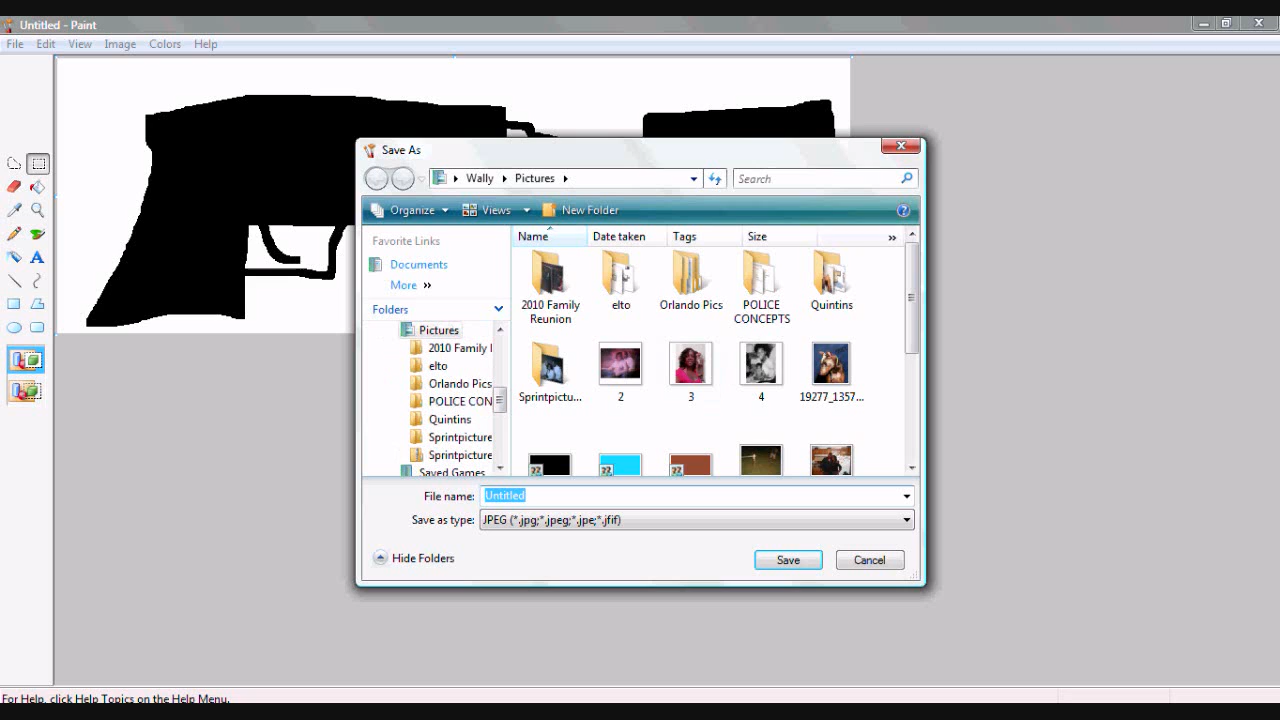 Untitled - Paint
File Edit View Image Colors Help
Save As
Wally Pictures
Search
Organize Views New Folder
Favorite Links
Documents
More »
Folders
Pictures
2010 Family
elto
Orlando Pics
POLICE CON
Quintins
Sprintpicture
Sprintpicture
Saved Games
Name Date taken Tags Size »
2010 Family Reunion
elto
Orlando Pics
POLICE CONCEPTS
Quintins
Sprintpictu...
2
3
4
19277_1357...
File name: Untitled
Save as type: JPEG (*.jpg;*.jpeg;*.jpe;*.jfif)
Hide Folders
Save
Cancel
For Help, click Help Topics on the Help Menu.